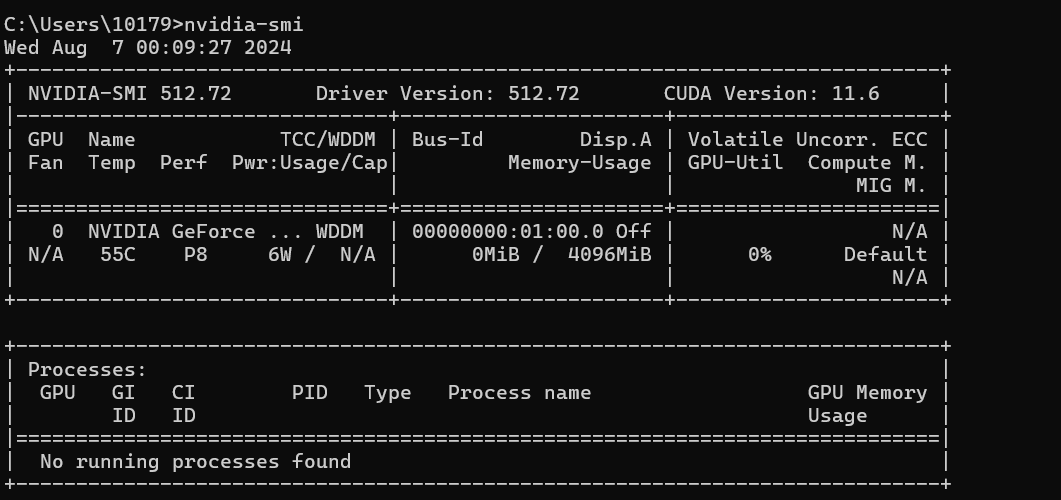 C:\Users\10179>nvidia-smi
Wed Aug  7 00:09:27 2024
+-----------------------------------------------------------------------------+
| NVIDIA-SMI 512.72       Driver Version: 512.72       CUDA Version: 11.6     |
|-------------------------------+----------------------+----------------------+
| GPU  Name            TCC/WDDM | Bus-Id        Disp.A | Volatile Uncorr. ECC |
| Fan  Temp  Perf  Pwr:Usage/Cap|         Memory-Usage | GPU-Util  Compute M. |
|                               |                      |               MIG M. |
|===============================+======================+======================|
|   0  NVIDIA GeForce ... WDDM  | 00000000:01:00.0 Off |                  N/A |
| N/A   55C    P8     6W /  N/A |      0MiB /  4096MiB |      0%      Default |
|                               |                      |                  N/A |
+-------------------------------+----------------------+----------------------+

+-----------------------------------------------------------------------------+
| Processes:                                                                  |
|  GPU   GI   CI        PID   Type   Process name                  GPU Memory |
|        ID   ID                                                   Usage      |
|=============================================================================|
|  No running processes found                                                 |
+-----------------------------------------------------------------------------+